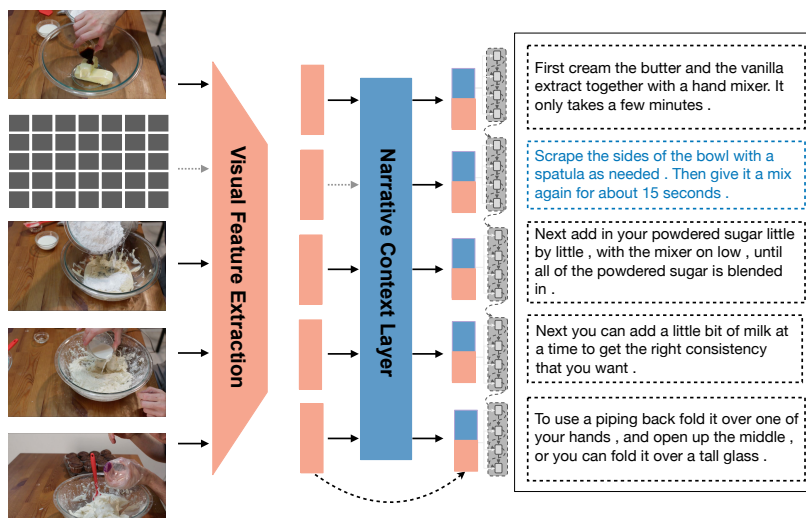 Visual Feature Extraction
Narrative Context Layer
First cream the butter and the vanilla
extract together with a hand mixer. It
only takes a few minutes .
Scrape the sides of the bowl with a
spatula as needed . Then give it a mix
again for about 15 seconds .
Next add in your powdered sugar little
by little , with the mixer on low , until
all of the powdered sugar is blended
in .
Next you can add a little bit of milk at
a time to get the right consistency
that you want .
To use a piping back fold it over one of
your hands , and open up the middle ,
or you can fold it over a tall glass .